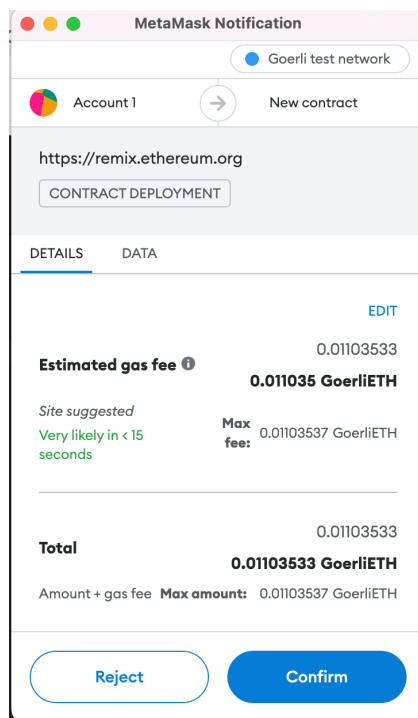 MetaMask Notification
Goerli test network
Account 1
New contract
https://remix.ethereum.org
CONTRACT DEPLOYMENT
DETAILS
DATA
EDIT
0.01103533
Estimated gas fee
0.011035 GoerliETH
Site suggested
Very likely in < 15
seconds
Max
fee:
0.01103537 GoerliETH
0.01103533
Total
0.01103533 GoerliETH
Amount + gas fee Max amount: 0.01103537 GoerliETH
Reject
Confirm